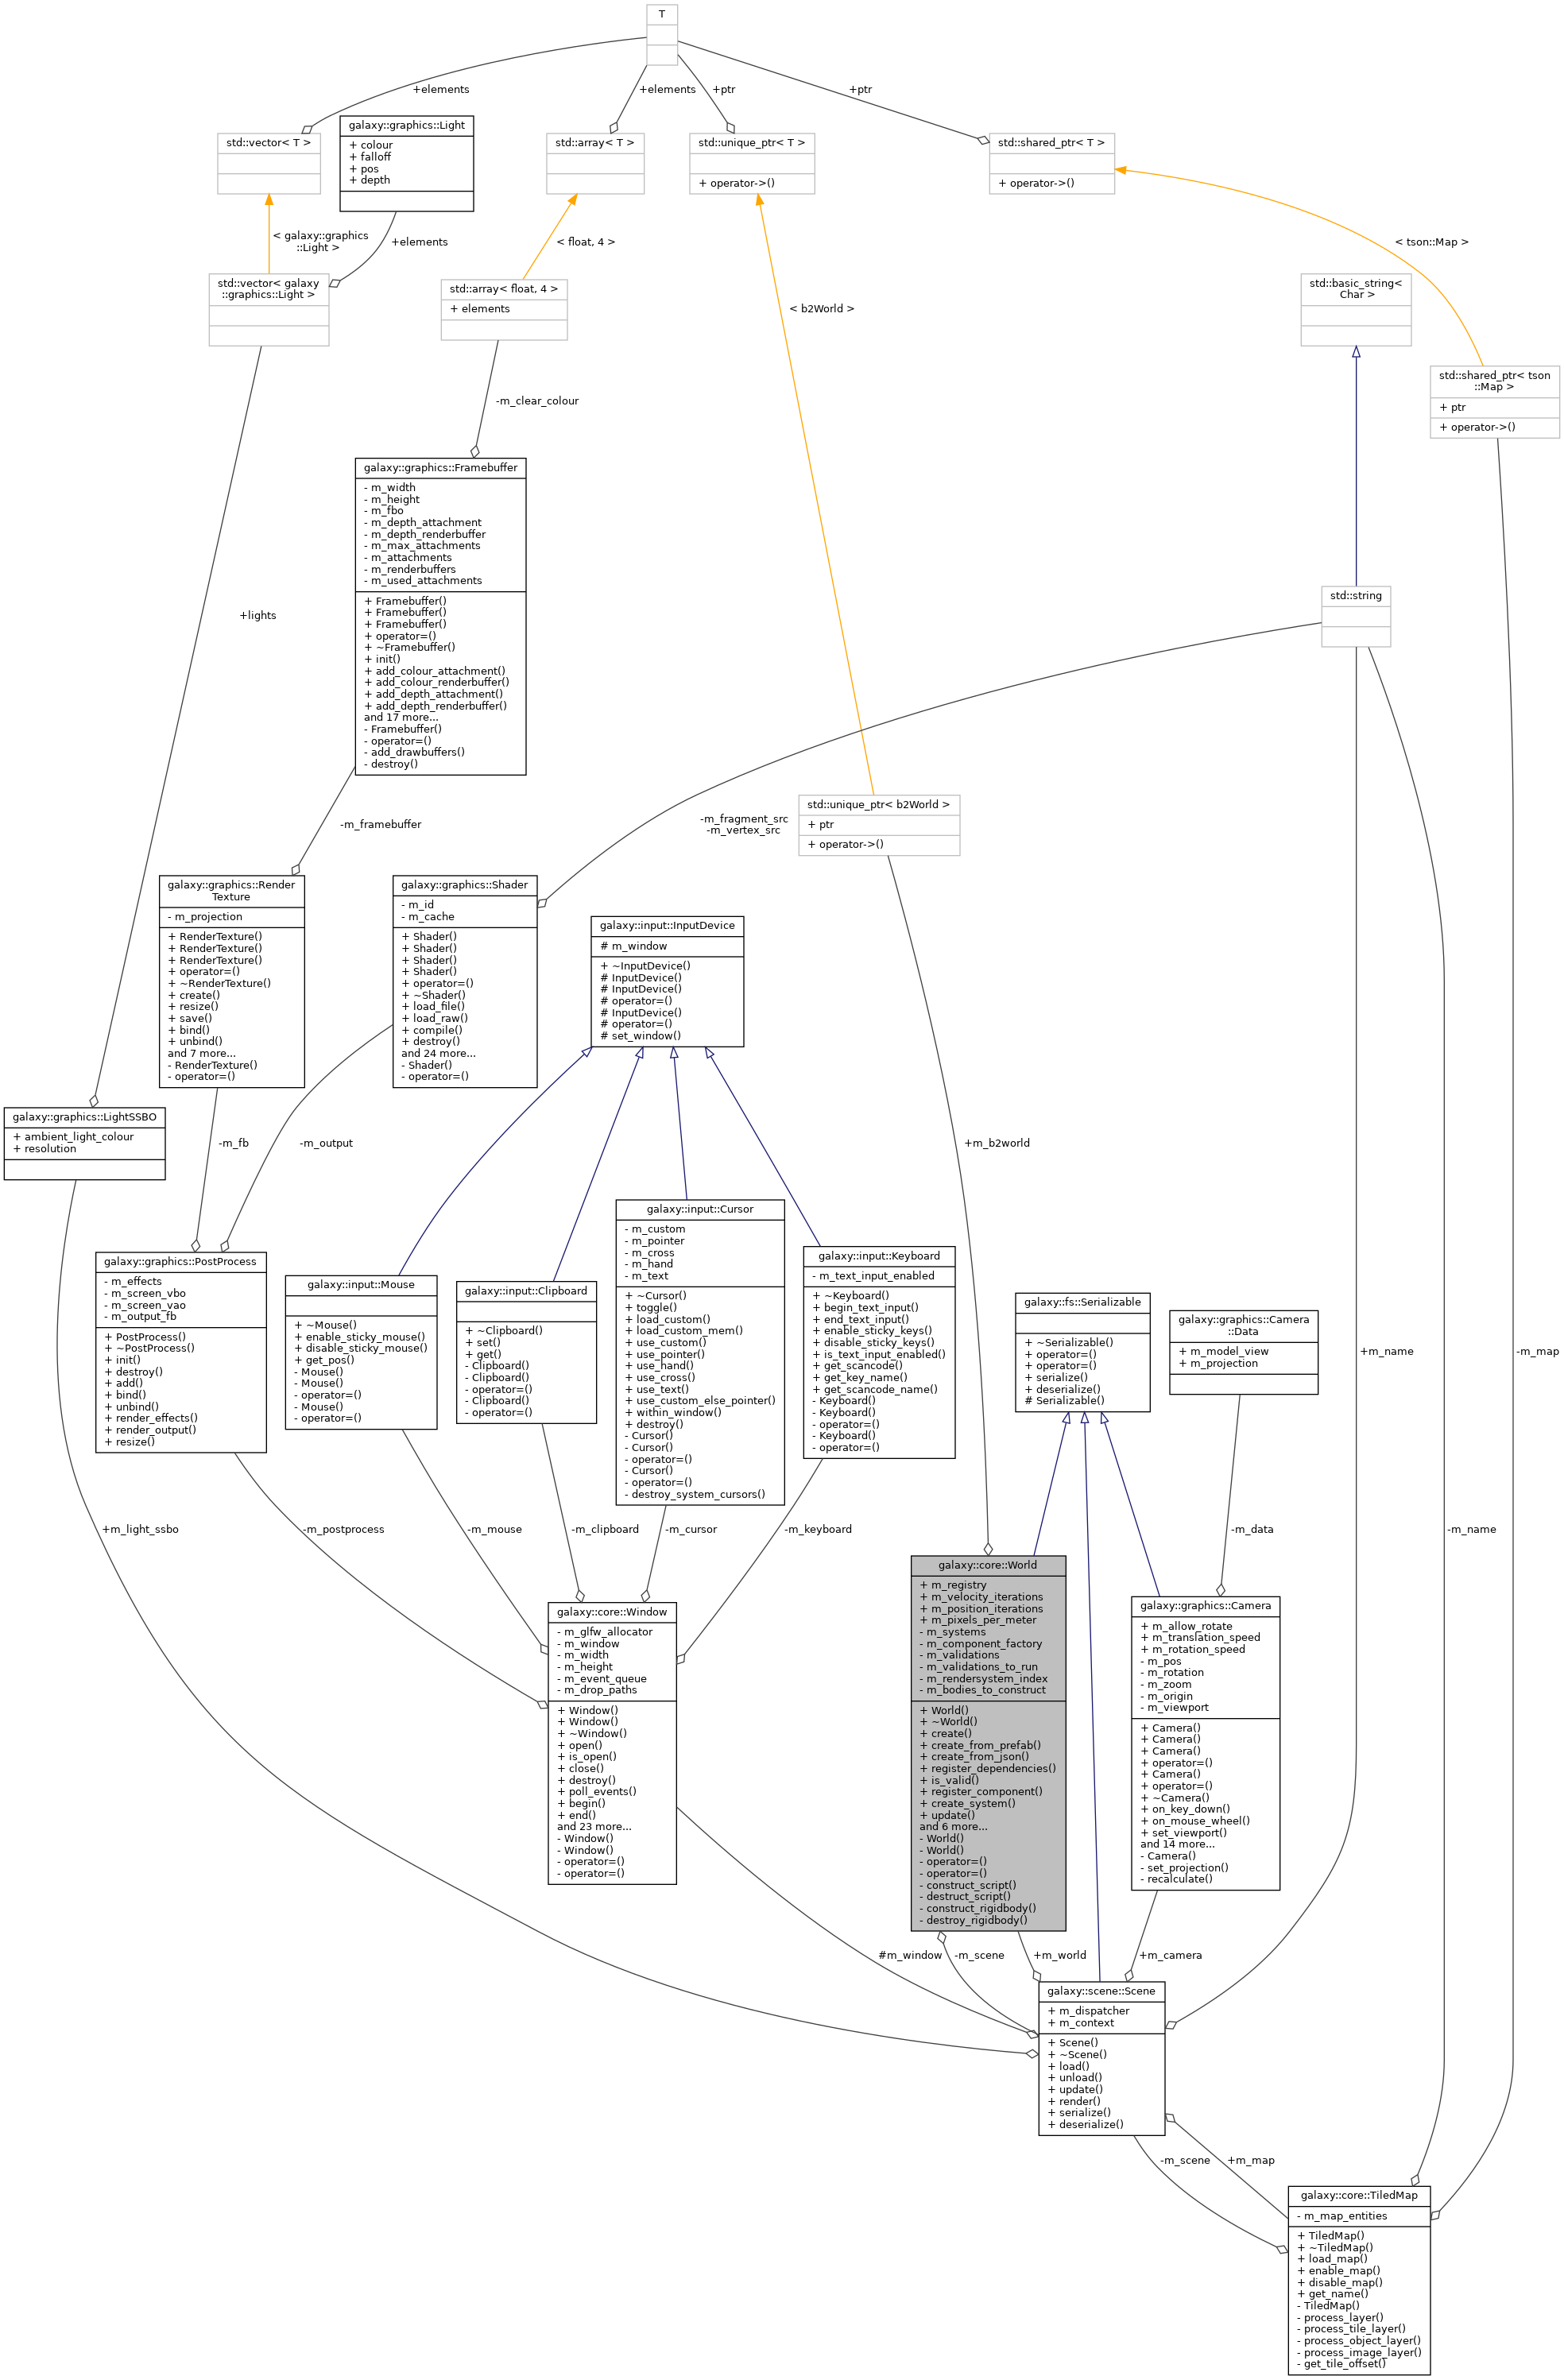 T
+elements
+elements
+ptr
+ptr
std::vector< T >
galaxy::graphics::Light
+ colour
+ falloff
+ pos
+ depth
std::array< T >
std::unique_ptr< T >
+ operator->()
std::shared_ptr< T >
+ operator->()
< galaxy::graphics
::Light >
+elements
< float, 4 >
< tson::Map >
std::vector< galaxy
::graphics::Light >
std::array< float, 4 >
+ elements
< b2World >
std::basic_string<
Char >
std::shared_ptr< tson
::Map >
+ ptr
+ operator->()
-m_clear_colour
galaxy::graphics::Framebuffer
- m_width
- m_height
- m_fbo
- m_depth_attachment
- m_depth_renderbuffer
- m_max_attachments
- m_attachments
- m_renderbuffers
- m_used_attachments
+ Framebuffer()
+ Framebuffer()
+ Framebuffer()
+ operator=()
+ ~Framebuffer()
+ init()
+ add_colour_attachment()
+ add_colour_renderbuffer()
+ add_depth_attachment()
+ add_depth_renderbuffer()
and 17 more...
- Framebuffer()
- operator=()
- add_drawbuffers()
- destroy()
+lights
std::string
-m_framebuffer
-m_fragment_src
-m_vertex_src
std::unique_ptr< b2World >
+ ptr
+ operator->()
galaxy::graphics::Render
Texture
- m_projection
+ RenderTexture()
+ RenderTexture()
+ RenderTexture()
+ operator=()
+ ~RenderTexture()
+ create()
+ resize()
+ save()
+ bind()
+ unbind()
and 7 more...
- RenderTexture()
- operator=()
galaxy::graphics::Shader
- m_id
- m_cache
+ Shader()
+ Shader()
+ Shader()
+ Shader()
+ operator=()
+ ~Shader()
+ load_file()
+ load_raw()
+ compile()
+ destroy()
and 24 more...
- Shader()
- operator=()
galaxy::input::InputDevice
# m_window
+ ~InputDevice()
# InputDevice()
# InputDevice()
# operator=()
# InputDevice()
# operator=()
# set_window()
galaxy::graphics::LightSSBO
+ ambient_light_colour
+ resolution
-m_fb
-m_output
+m_b2world
galaxy::graphics::PostProcess
- m_effects
- m_screen_vbo
- m_screen_vao
- m_output_fb
+ PostProcess()
+ ~PostProcess()
+ init()
+ destroy()
+ add()
+ bind()
+ unbind()
+ render_effects()
+ render_output()
+ resize()
galaxy::input::Mouse
+ ~Mouse()
+ enable_sticky_mouse()
+ disable_sticky_mouse()
+ get_pos()
- Mouse()
- Mouse()
- operator=()
- Mouse()
- operator=()
galaxy::input::Clipboard
+ ~Clipboard()
+ set()
+ get()
- Clipboard()
- Clipboard()
- operator=()
- Clipboard()
- operator=()
galaxy::input::Cursor
- m_custom
- m_pointer
- m_cross
- m_hand
- m_text
+ ~Cursor()
+ toggle()
+ load_custom()
+ load_custom_mem()
+ use_custom()
+ use_pointer()
+ use_hand()
+ use_cross()
+ use_text()
+ use_custom_else_pointer()
+ within_window()
+ destroy()
- Cursor()
- Cursor()
- operator=()
- Cursor()
- operator=()
- destroy_system_cursors()
galaxy::input::Keyboard
- m_text_input_enabled
+ ~Keyboard()
+ begin_text_input()
+ end_text_input()
+ enable_sticky_keys()
+ disable_sticky_keys()
+ is_text_input_enabled()
+ get_scancode()
+ get_key_name()
+ get_scancode_name()
- Keyboard()
- Keyboard()
- operator=()
- Keyboard()
- operator=()
galaxy::fs::Serializable
+ ~Serializable()
+ operator=()
+ operator=()
+ serialize()
+ deserialize()
# Serializable()
galaxy::graphics::Camera
::Data
+ m_model_view
+ m_projection
+m_name
-m_map
+m_light_ssbo
-m_postprocess
-m_mouse
-m_clipboard
-m_cursor
-m_keyboard
-m_data
-m_name
galaxy::core::Window
- m_glfw_allocator
- m_window
- m_width
- m_height
- m_event_queue
- m_drop_paths
+ Window()
+ Window()
+ ~Window()
+ open()
+ is_open()
+ close()
+ destroy()
+ poll_events()
+ begin()
+ end()
and 23 more...
- Window()
- Window()
- operator=()
- operator=()
galaxy::core::World
+ m_registry
+ m_velocity_iterations
+ m_position_iterations
+ m_pixels_per_meter
- m_systems
- m_component_factory
- m_validations
- m_validations_to_run
- m_rendersystem_index
- m_bodies_to_construct
+ World()
+ ~World()
+ create()
+ create_from_prefab()
+ create_from_json()
+ register_dependencies()
+ is_valid()
+ register_component()
+ create_system()
+ update()
and 6 more...
- World()
- World()
- operator=()
- operator=()
- construct_script()
- destruct_script()
- construct_rigidbody()
- destroy_rigidbody()
galaxy::graphics::Camera
+ m_allow_rotate
+ m_translation_speed
+ m_rotation_speed
- m_pos
- m_rotation
- m_zoom
- m_origin
- m_viewport
+ Camera()
+ Camera()
+ Camera()
+ operator=()
+ Camera()
+ operator=()
+ ~Camera()
+ on_key_down()
+ on_mouse_wheel()
+ set_viewport()
and 14 more...
- Camera()
- set_projection()
- recalculate()
#m_window
-m_scene
+m_world
+m_camera
galaxy::scene::Scene
+ m_dispatcher
+ m_context
+ Scene()
+ ~Scene()
+ load()
+ unload()
+ update()
+ render()
+ serialize()
+ deserialize()
-m_scene
+m_map
galaxy::core::TiledMap
- m_map_entities
+ TiledMap()
+ ~TiledMap()
+ load_map()
+ enable_map()
+ disable_map()
+ get_name()
- TiledMap()
- process_layer()
- process_tile_layer()
- process_object_layer()
- process_image_layer()
- get_tile_offset()